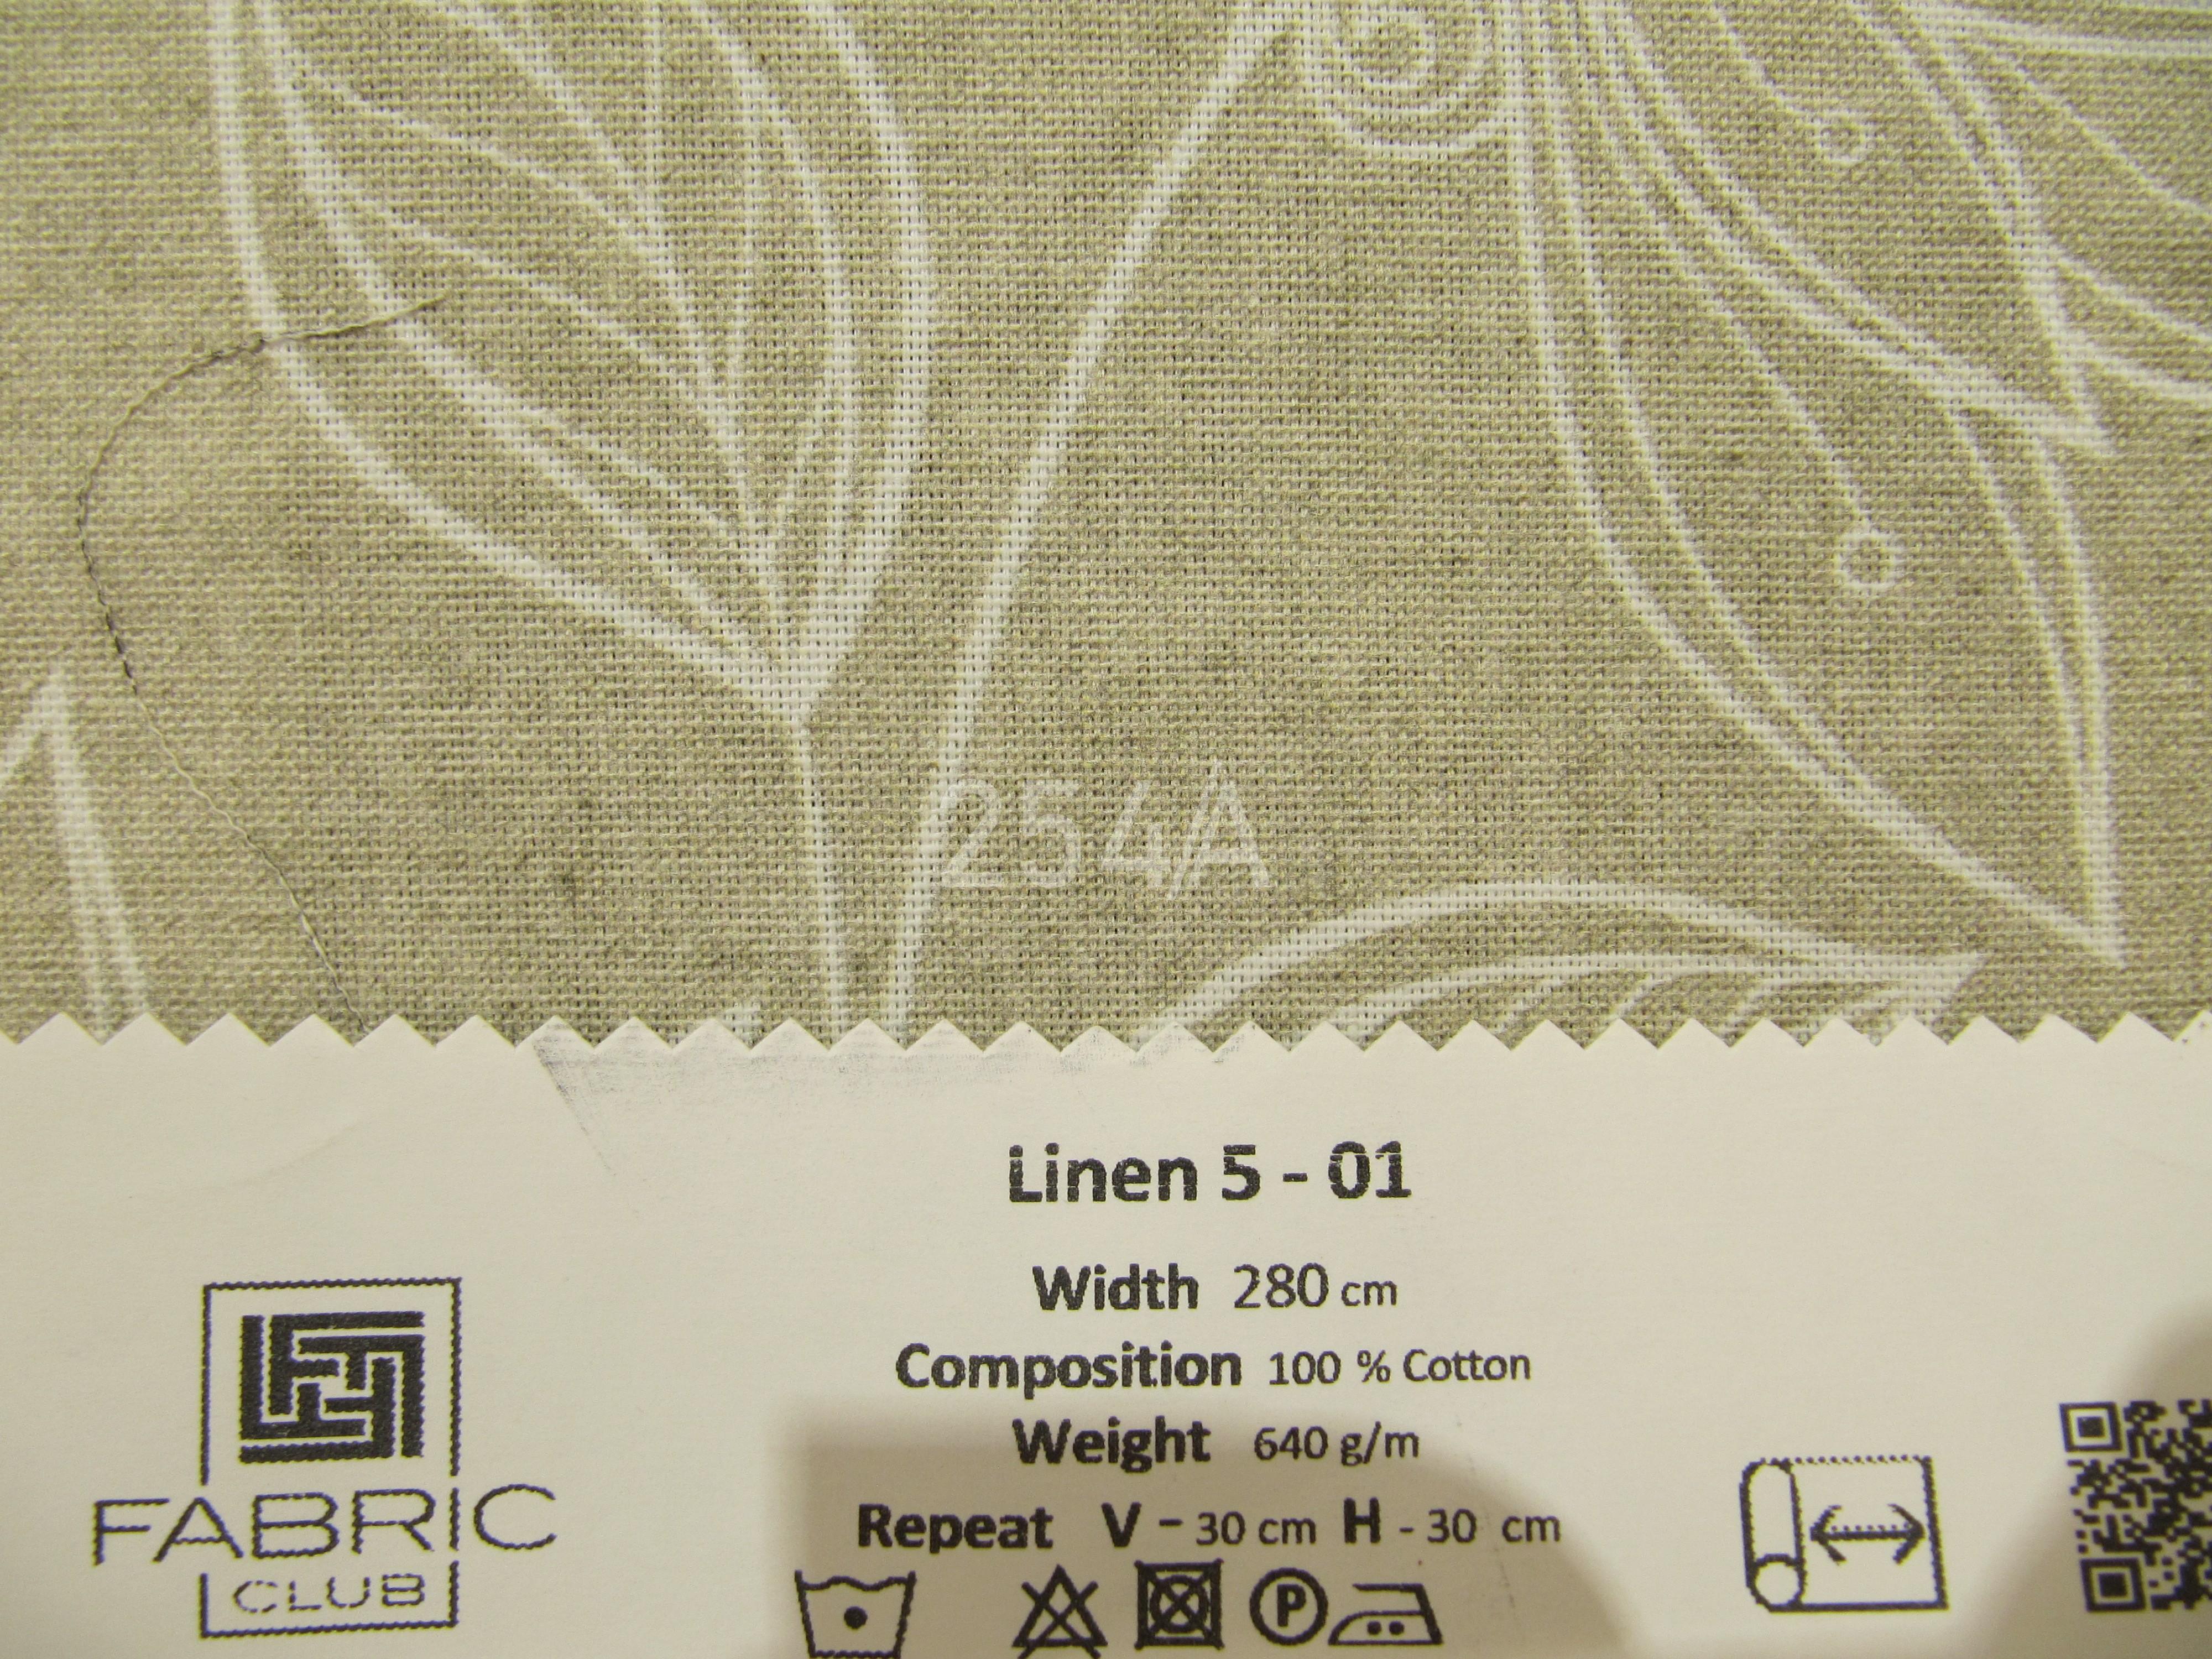 254A
Linen 5 - 01
Width 280 cm
Composition 100 % Cotton
Weight 640 g/m
Repeat V - 30 cm H - 30 cm
P
FABRIC
CLUB